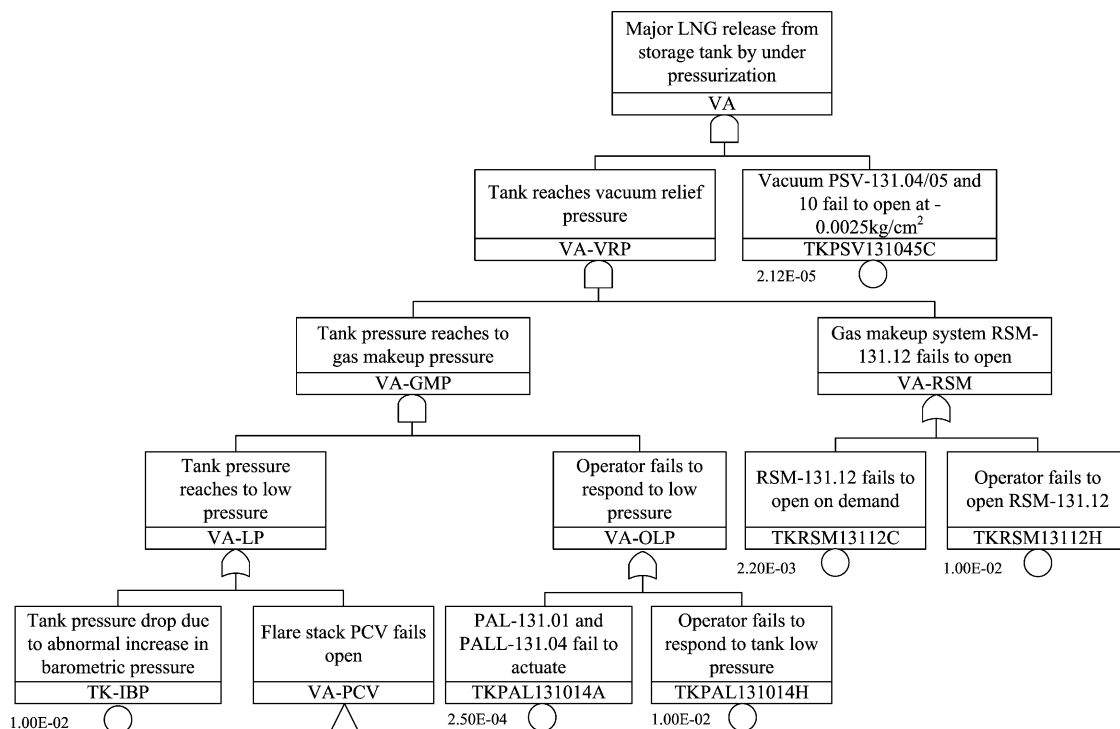 Major LNG release from
storage tank by under
pressurization
VA
Tank reaches vacuum relief
pressure
VA-VRP
Vacuum PSV-131.04/05 and
10 fail to open at -
0.0025kg/cm²
TKPSV131045C
2.12E-05
Tank pressure reaches to
gas makeup pressure
VA-GMP
Gas makeup system RSM-
131.12 fails to open
VA-RSM
Tank pressure
reaches to low
pressure
VA-LP
Operator fails to
respond to low
pressure
VA-OLP
RSM-131.12 fails to
open on demand
TKRSM13112C
2.20E-03
Operator fails to
open RSM-131.12
TKRSM13112H
1.00E-02
Tank pressure drop due
to abnormal increase in
barometric pressure
TK-IBP
1.00E-02
Flare stack PCV fails
open
VA-PCV
PAL-131.01 and
PALL-131.04 fail to
actuate
TKPAL131014A
2.50E-04
Operator fails to
respond to tank low
pressure
TKPAL131014H
1.00E-02